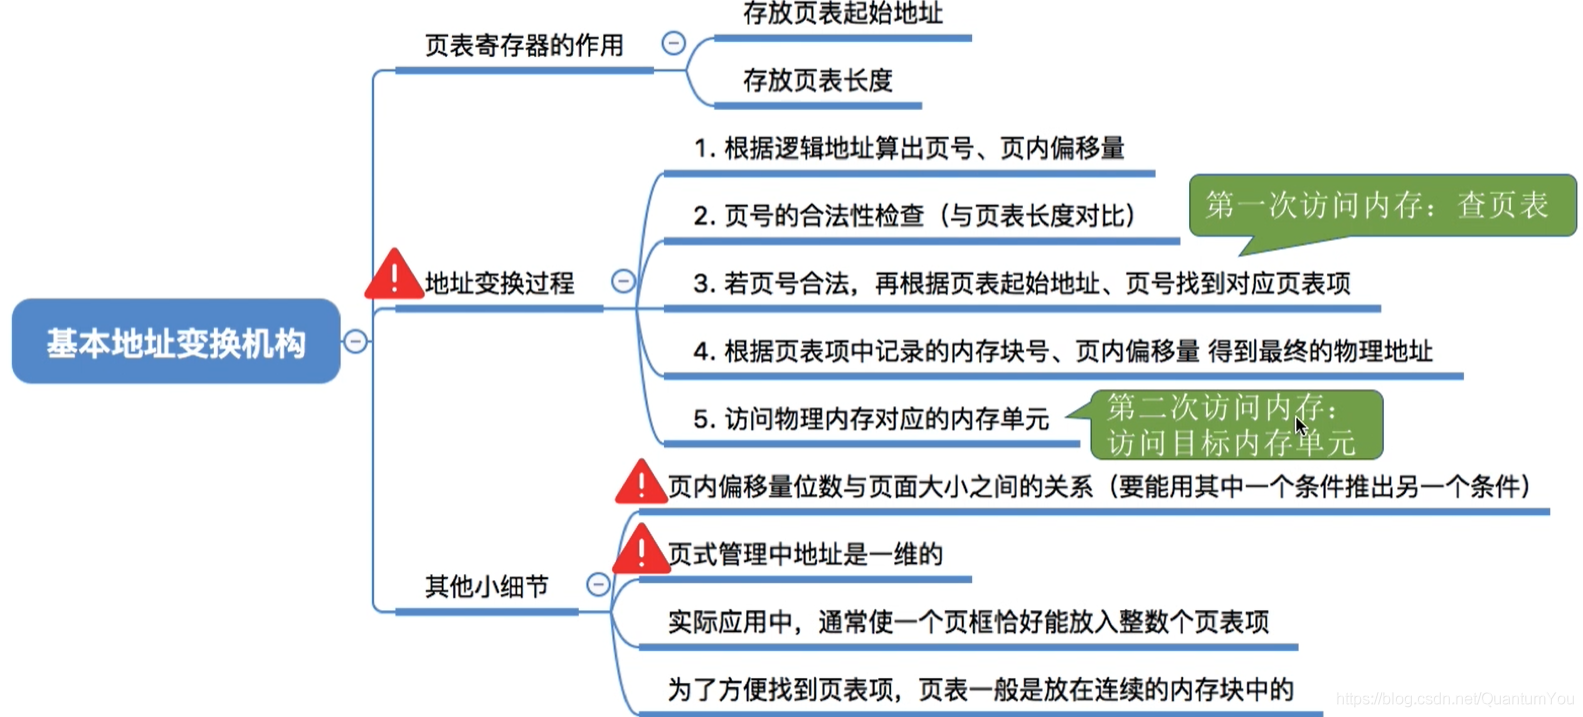 存放页表起始地址
页表寄存器的作用
存放页表长度
1. 根据逻辑地址算出页号、页内偏移量
2. 页号的合法性检查（与页表长度对比）
第一次访问内存：查页表
地址变换过程
3. 若页号合法，再根据页表起始地址、页号找到对应页表项
基本地址变换机构
4. 根据页表项中记录的内存块号、页内偏移量 得到最终的物理地址
5. 访问物理内存对应的内存单元
第二次访问内存：
访问目标内存单元
页内偏移量位数与页面大小之间的关系（要能用其中一个条件推出另一个条件）
页式管理中地址是一维的
其他小细节
实际应用中，通常使一个页框恰好能放入整数个页表项
为了方便找到页表项，页表一般是放在连续的内存块中的
https://blog.csdn.net/QuantumYou